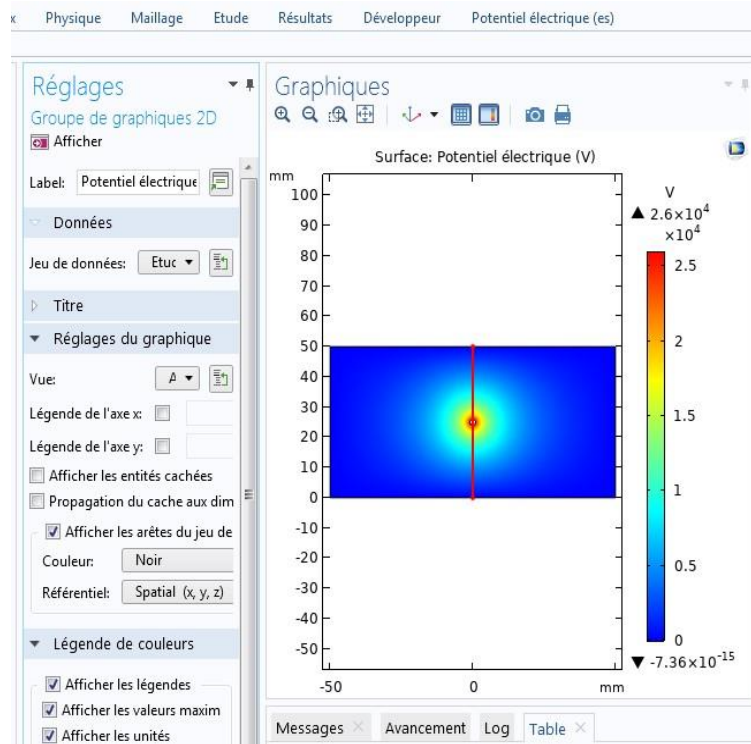 x Physique Maillage Etude Résultats Développeur Potentiel électrique (es)
Réglages
Groupe de graphiques 2D
Afficher
Label: Potentiel électrique
Données
Jeu de données: Etuc
Titre
Réglages du graphique
Vue: A
Légende de l'axe x:
Légende de l'axe y:
Afficher les entités cachées
Propagation du cache aux dim
Afficher les arêtes du jeu de
Couleur: Noir
Référentiel: Spatial (x, y, z)
Légende de couleurs
Afficher les légendes
Afficher les valeurs maxim
Afficher les unités
Graphiques
Surface: Potentiel électrique (V)
mm
100
90
80
70
60
50
40
30
20
10
0
-10
-20
-30
-40
-50
-50 0 mm
V
▲ 2.6×10⁴
×10⁴
2.5
2
1.5
1
0.5
0
▼ -7.36×10⁻¹⁵
Messages Avancement Log Table